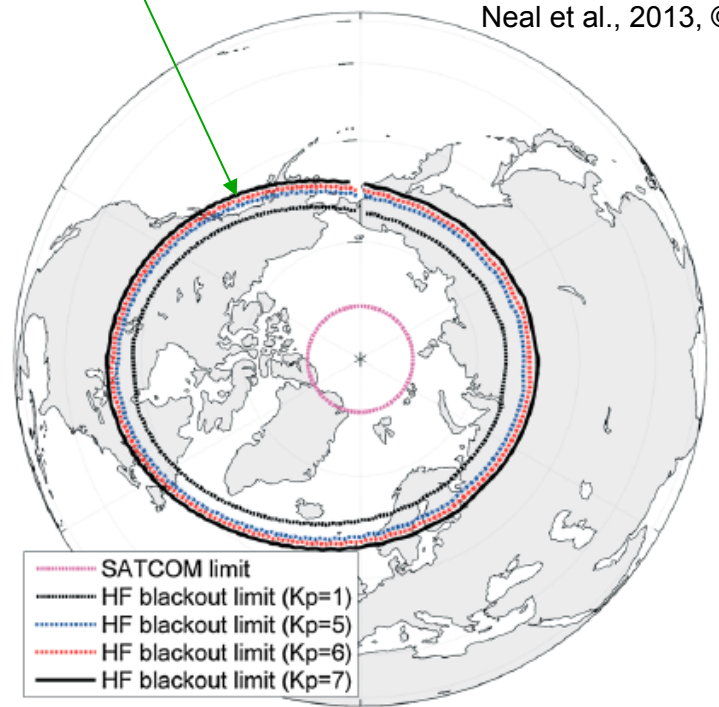 Neal et al., 2013, ©
SATCOM limit
HF blackout limit (Kp=1)
HF blackout limit (Kp=5)
HF blackout limit (Kp=6)
HF blackout limit (Kp=7)